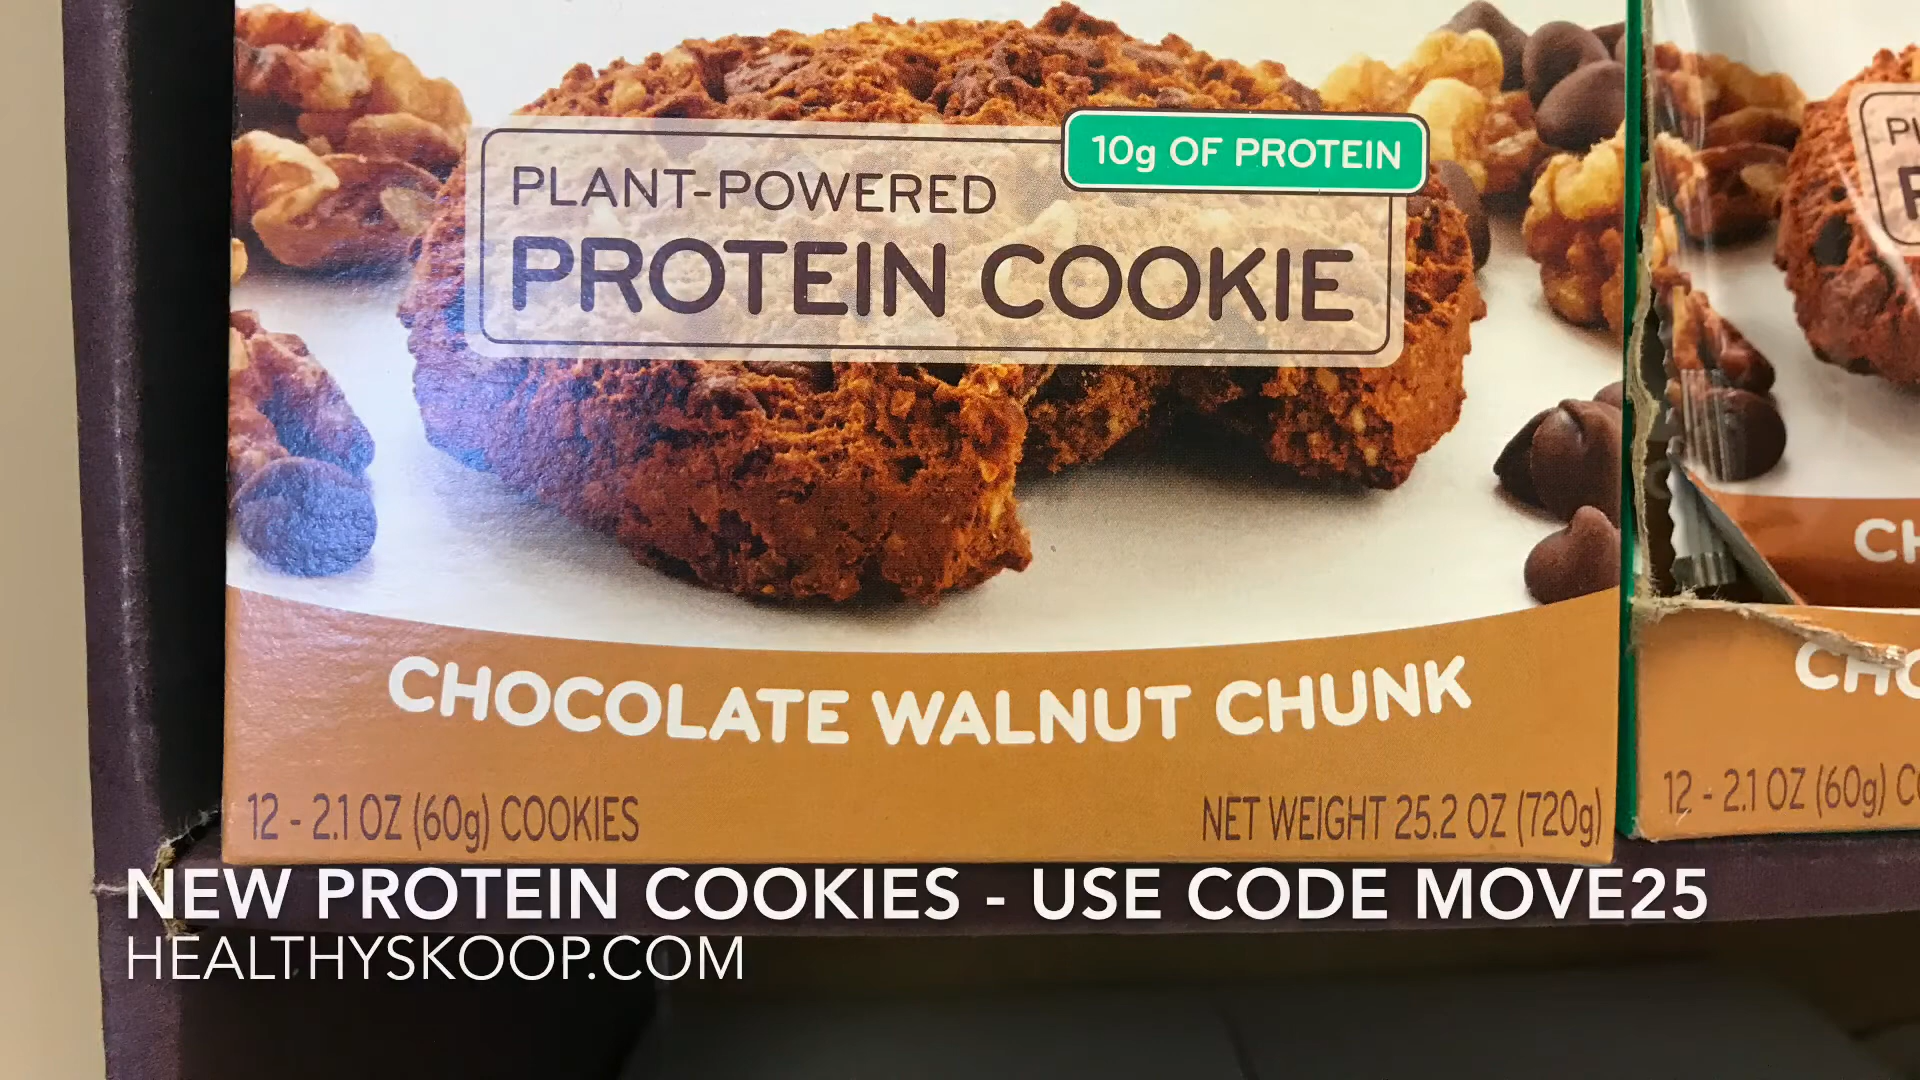 10g OF PROTEIN
PLANT-POWERED
PROTEIN COOKIE
CHOCOLATE WALNUT CHUNK
12 - 2.1 OZ (60g) COOKIES
NET WEIGHT 25.2 OZ (720g)
12 - 2.1 OZ (60g)
NEW PROTEIN COOKIES - USE CODE MOVE25
HEALTHYSKOOP.COM